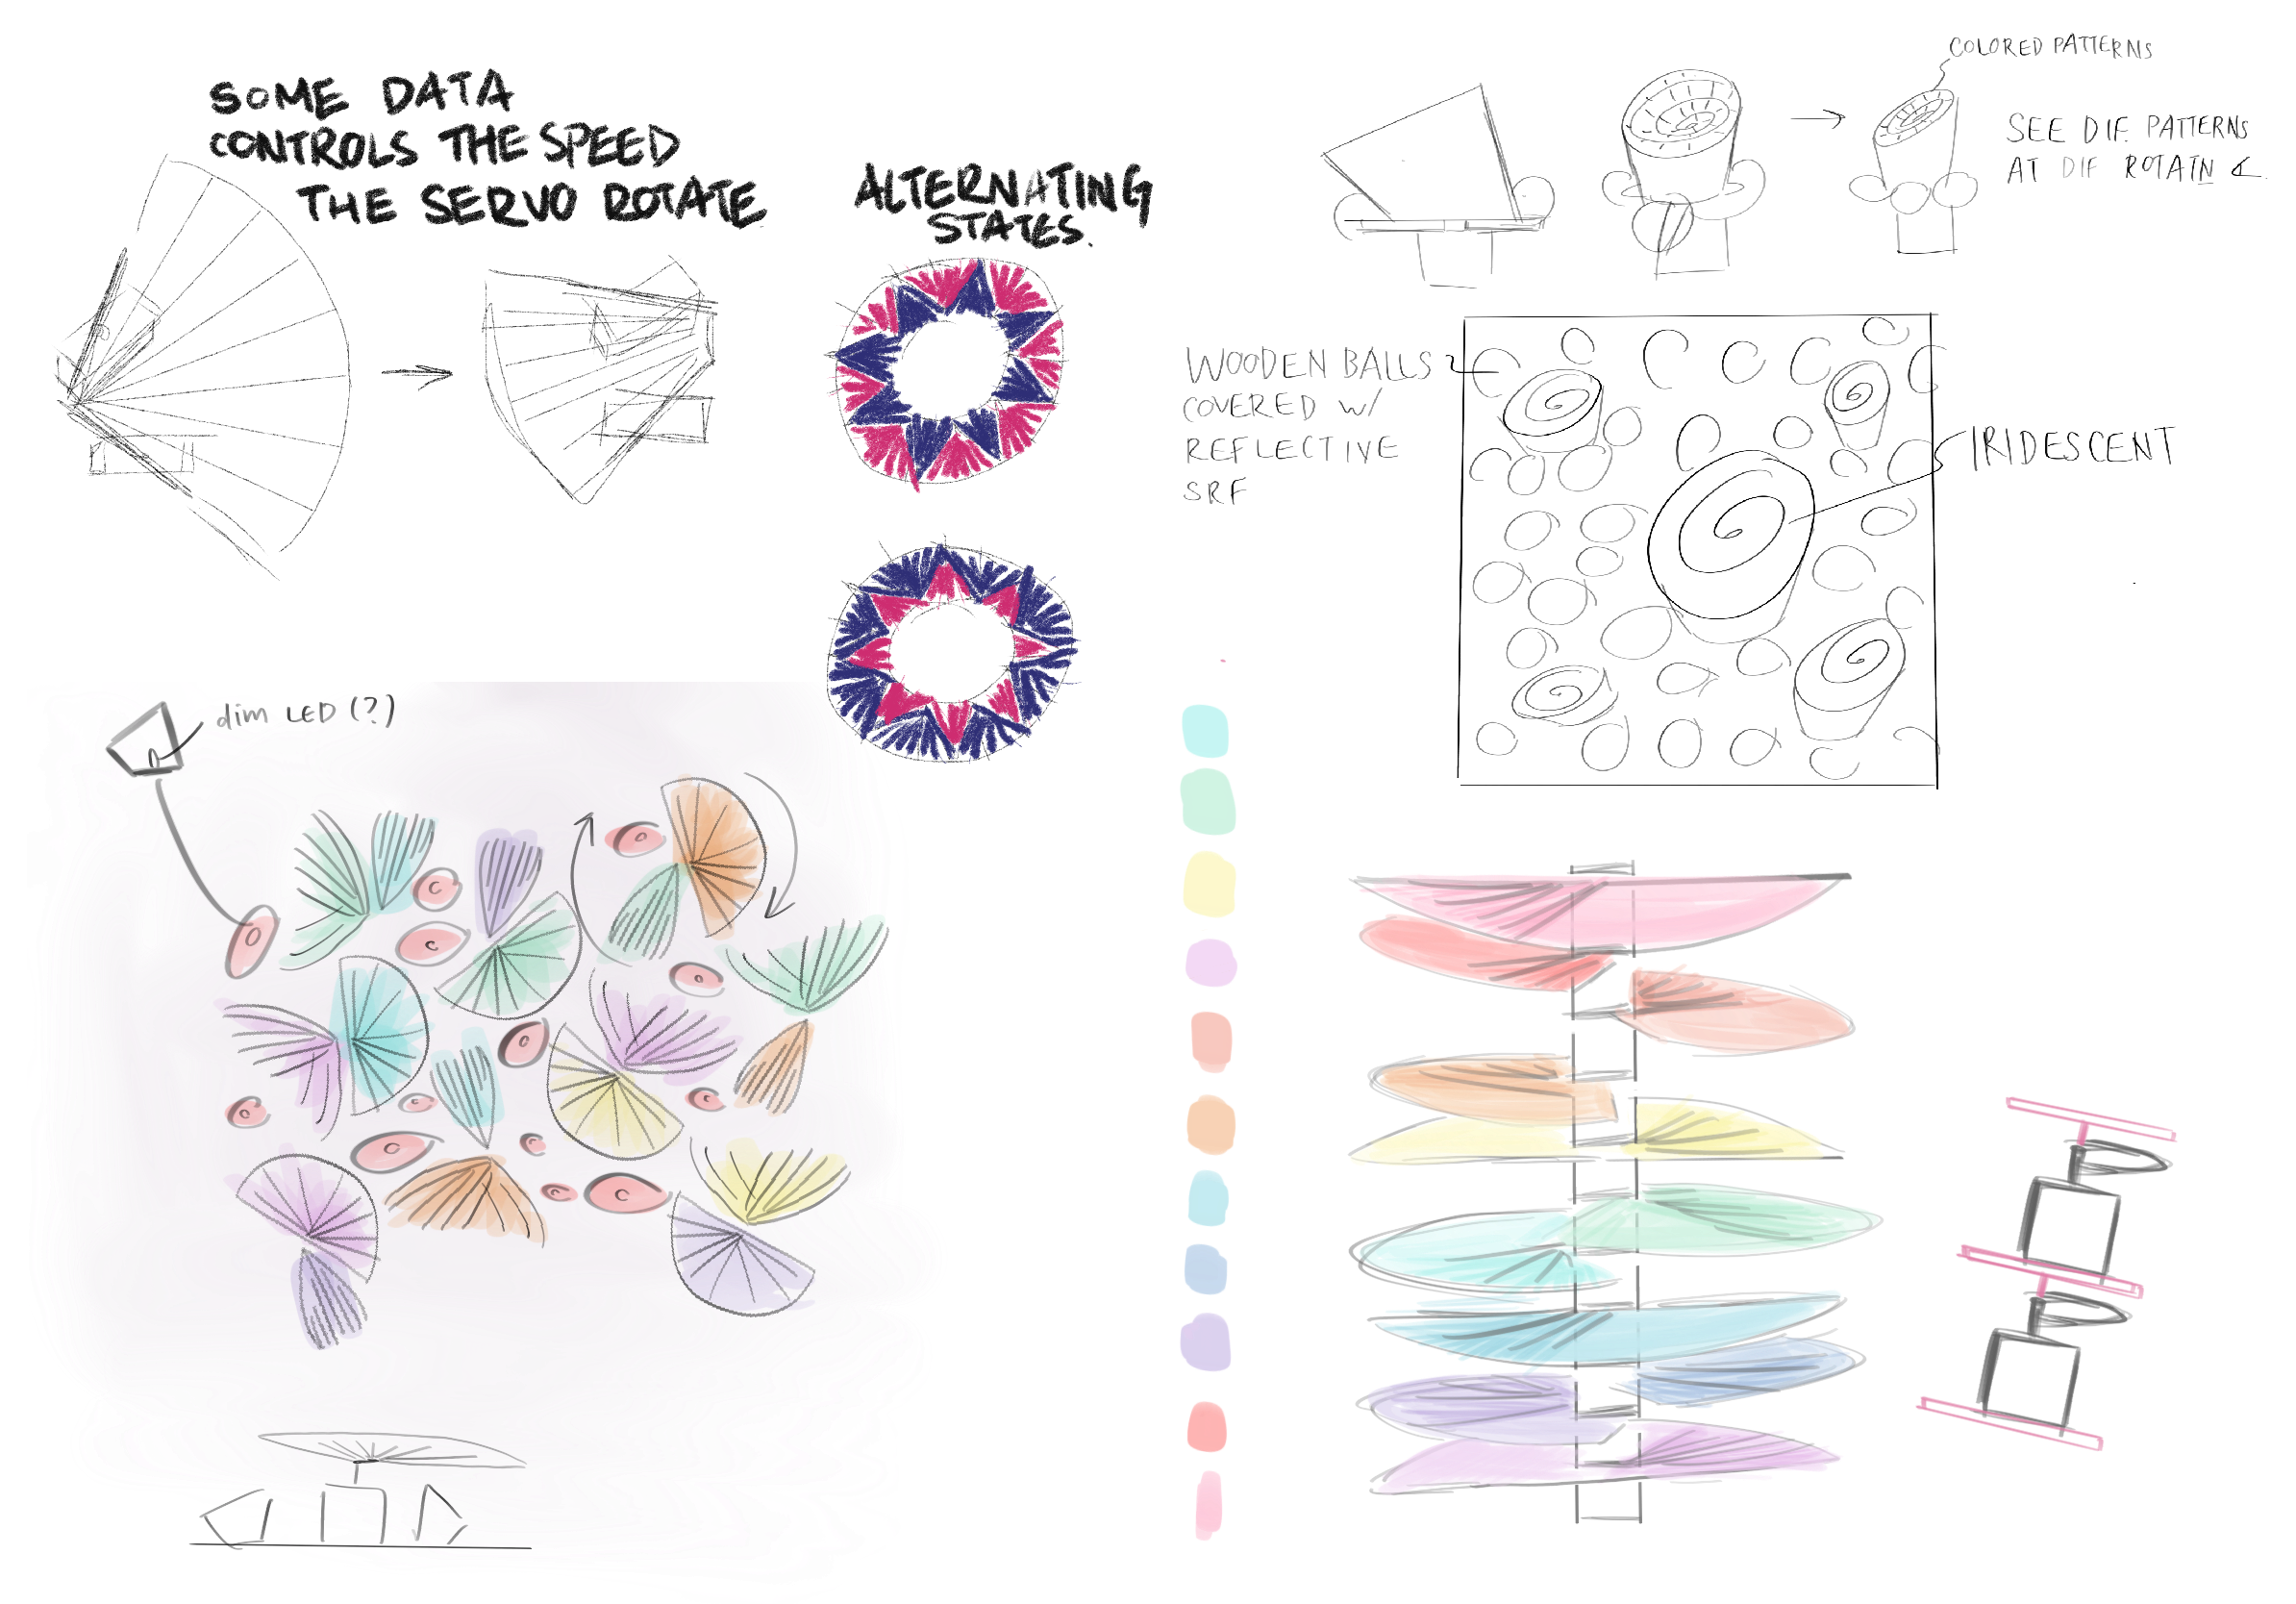 SOME DATA
CONTROLS THE SPEED
THE SERVO ROTATE
ALTERNATING
STATES.
COLORED PATTERNS
SEE DIF. PATTERNS
AT DIF ROTATN
WOODEN BALLS
COVERED W/
REFLECTIVE
SRF
IRIDESCENT
dim LED (?)